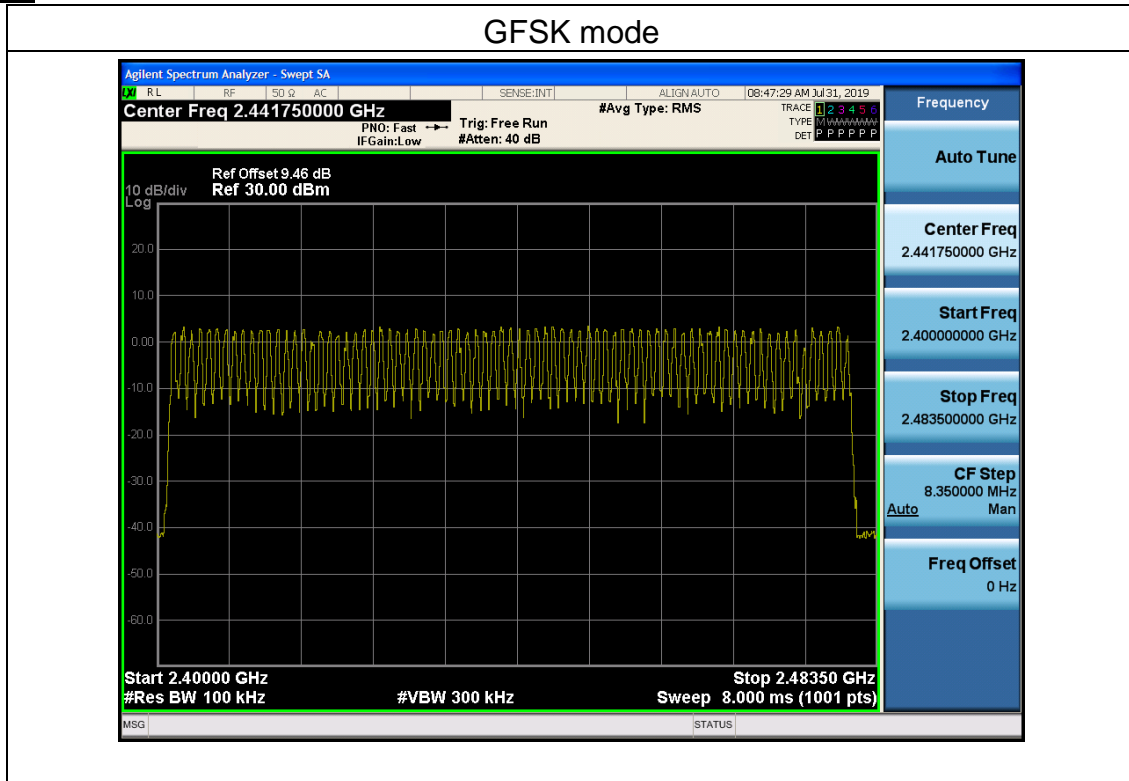 GFSK mode
Agilent Spectrum Analyzer - Swept SA
LXI RL RF 50 Ω AC SENSE:INT ALIGN AUTO 08:47:29 AM Jul 31, 2019
Center Freq 2.441750000 GHz #Avg Type: RMS TRACE 1 2 3 4 5 6
PNO: Fast Trig: Free Run TYPE M WWWWW
IFGain:Low #Atten: 40 dB DET P P P P P P
Frequency
Auto Tune
Ref Offset 9.46 dB
10 dB/div Ref 30.00 dBm
Log
20.0
10.0
0.00
-10.0
-20.0
-30.0
-40.0
-50.0
-60.0
Center Freq
2.441750000 GHz
Start Freq
2.400000000 GHz
Stop Freq
2.483500000 GHz
CF Step
8.350000 MHz
Auto Man
Freq Offset
0 Hz
Start 2.40000 GHz Stop 2.48350 GHz
#Res BW 100 kHz #VBW 300 kHz Sweep 8.000 ms (1001 pts)
MSG STATUS